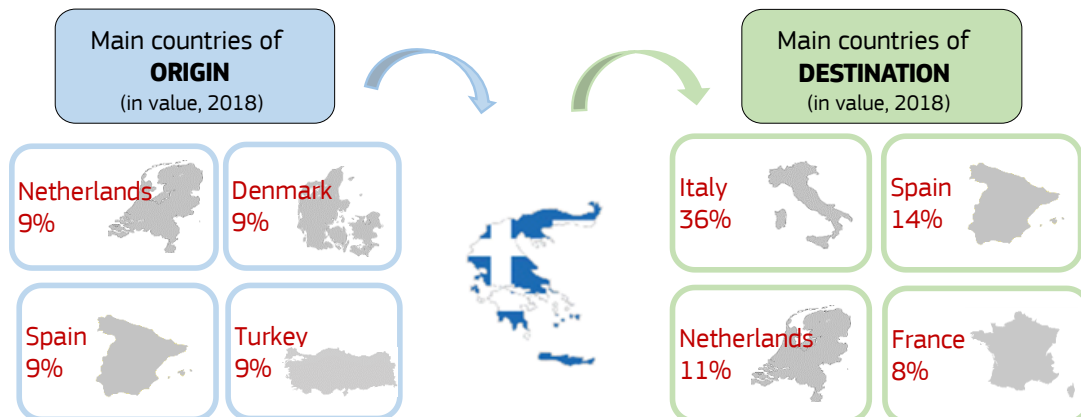 Main countries of
ORIGIN
(in value, 2018)
Main countries of
DESTINATION
(in value, 2018)
Netherlands
9%
Denmark
9%
Spain
9%
Turkey
9%
Italy
36%
Spain
14%
Netherlands
11%
France
8%